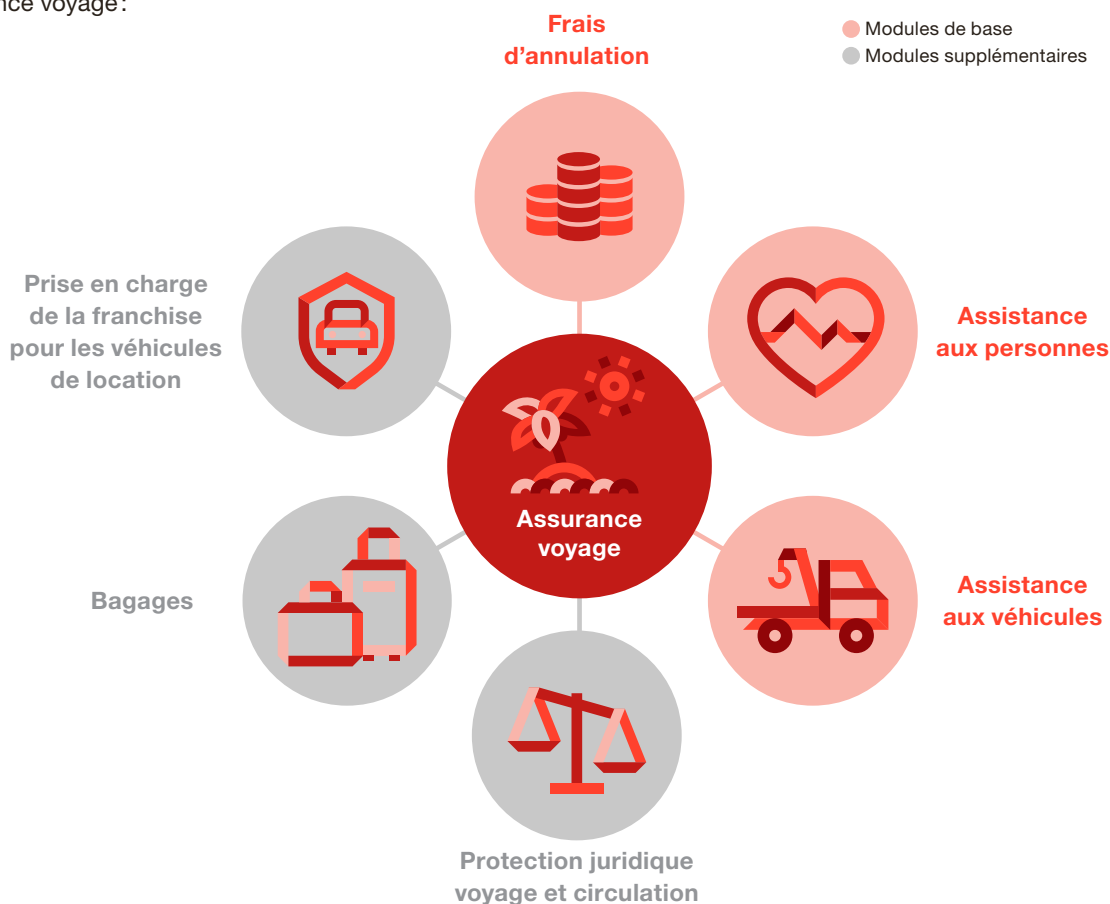 voyage:
Frais
d’annulation
Modules de base
Modules supplémentaires
Prise en charge
de la franchise
pour les véhicules
de location
Assistance
aux personnes
Assurance
voyage
Bagages
Assistance
aux véhicules
Protection juridique
voyage et circulation